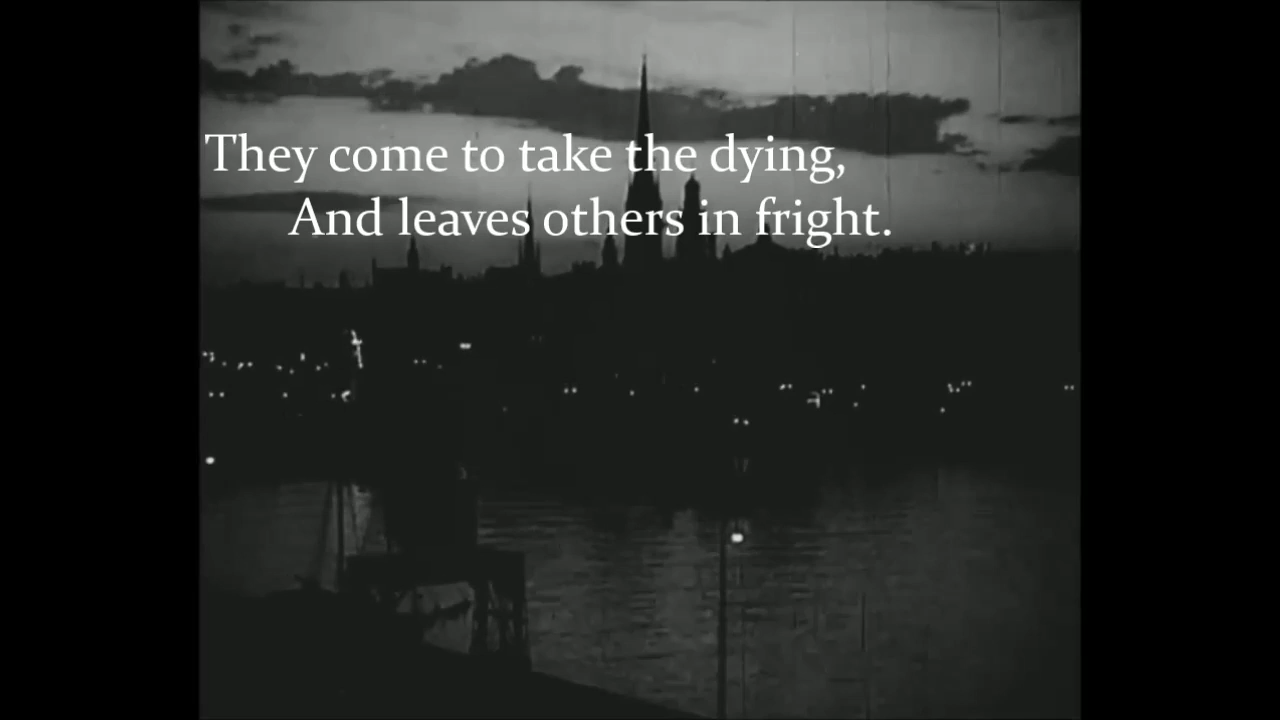 They come to take the dying,
And leaves others in fright.